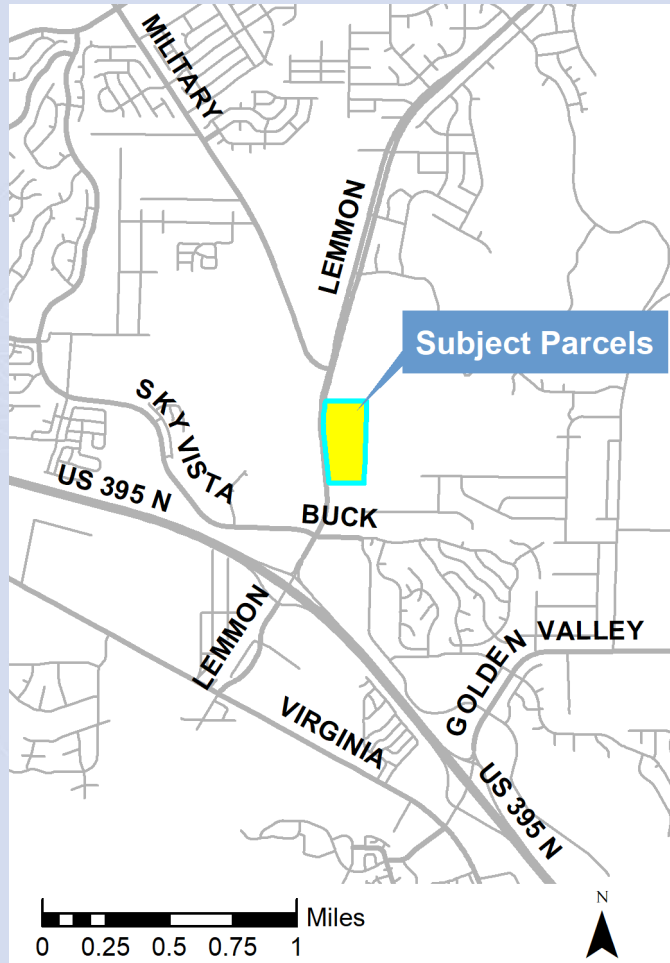 MILITARY
LEMMON
Subject Parcels
SKY VISTA
US 395 N
BUCK
LEMMON
GOLDEN
VALLEY
VIRGINIA
US 395 N
N
Miles
0 0.25 0.5 0.75 1